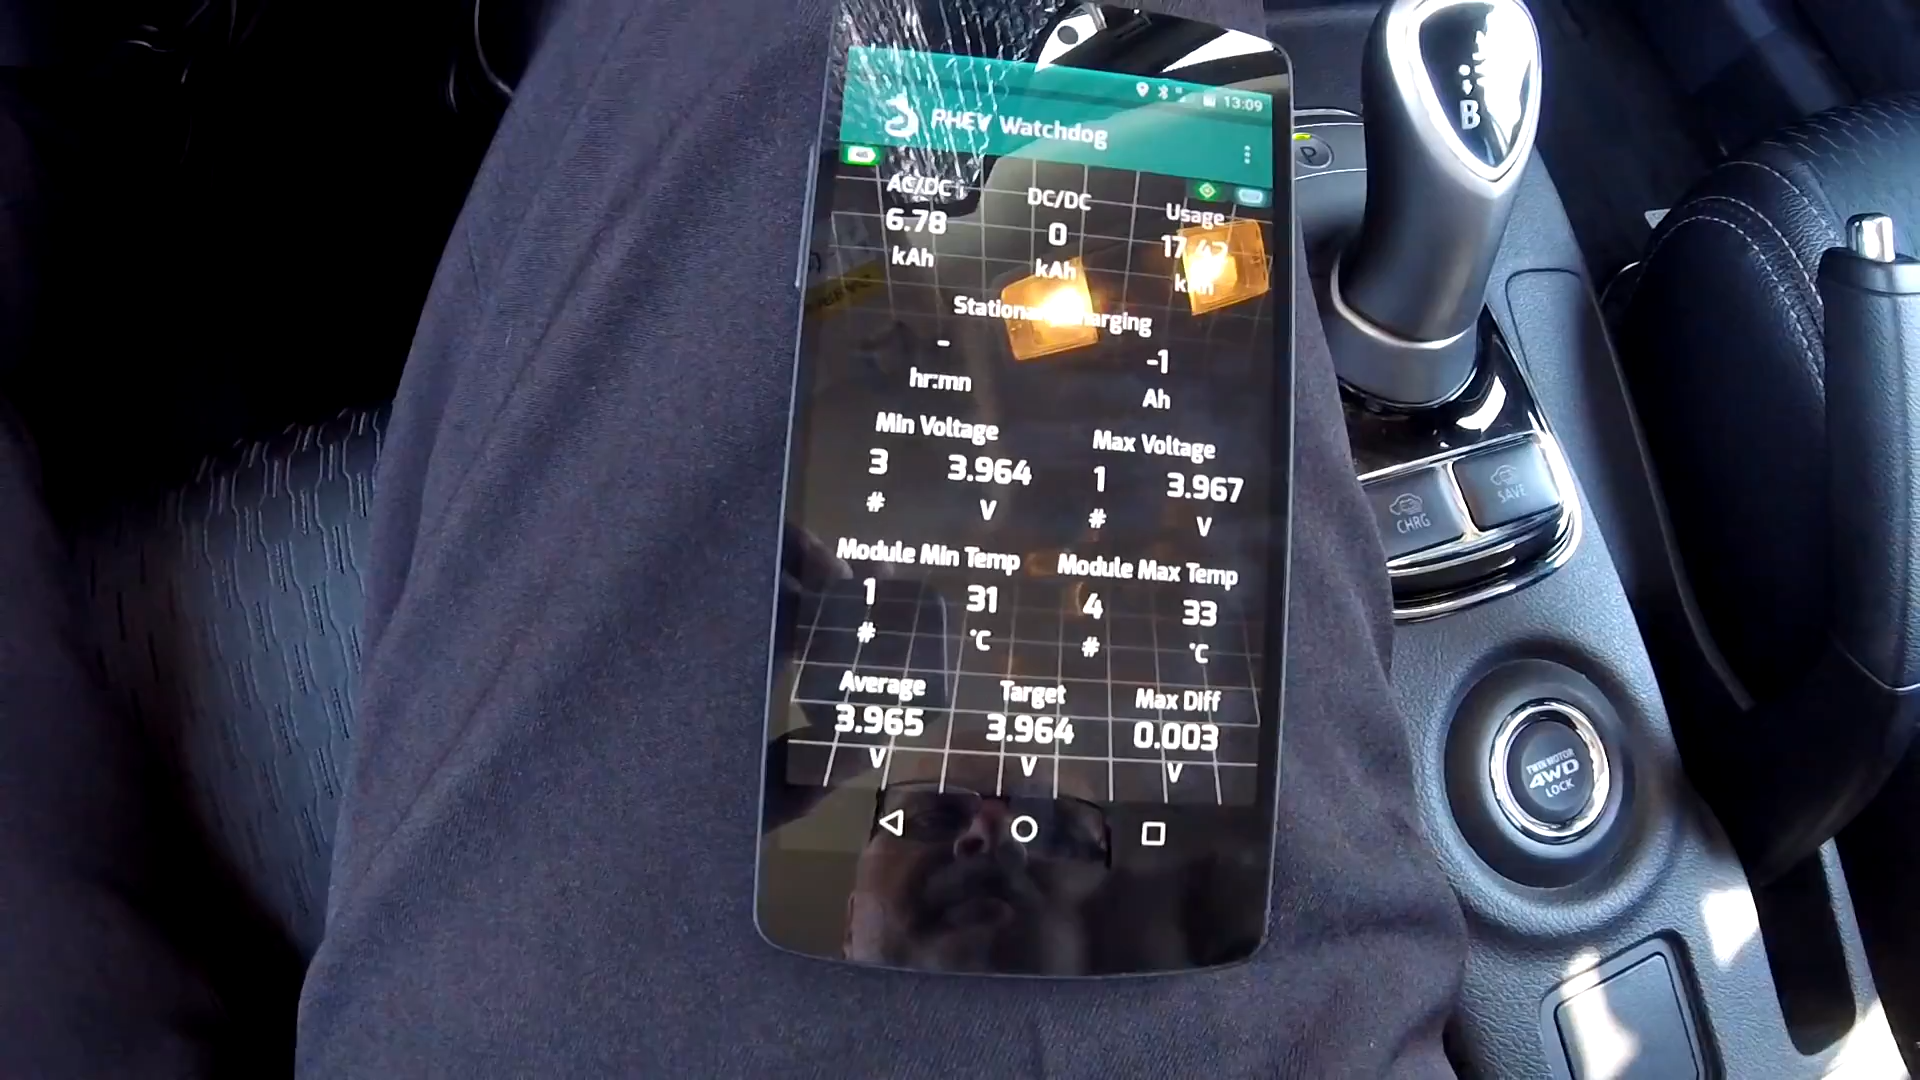 13:09
PHEV Watchdog
AC/DC
DC/DC
Usage
6.78
0
kAh
kAh
Min Voltage
Max Voltage
3
3.964
1
3.967
#
V
#
V
-
-1
hr:mn
Ah
Module Min Temp
Module Max Temp
1
31
4
33
#
°C
#
°C
Average
Target
Max Diff
3.965
3.964
0.003
V
V
V
B
P
CHRG
SAVE
TWIN MOTOR
4WD
LOCK